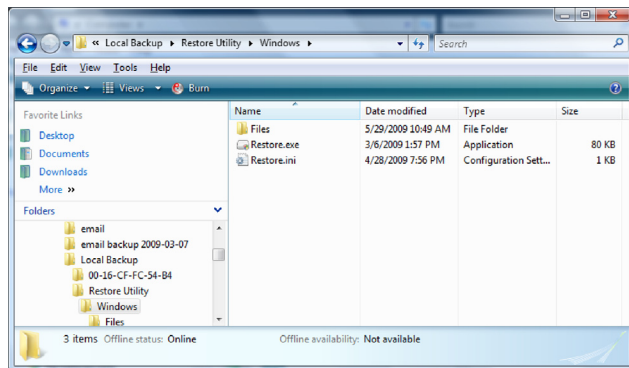 « Local Backup ▸ Restore Utility ▸ Windows ▸ Search
File Edit View Tools Help
Organize Views Burn
Favorite Links
Desktop
Documents
Downloads
More »
Folders
email
email backup 2009-03-07
Local Backup
00-16-CF-FC-54-B4
Restore Utility
Windows
Files
Name Date modified Type Size
Files 5/29/2009 10:49 AM File Folder
Restore.exe 3/6/2009 1:57 PM Application 80 KB
Restore.ini 4/28/2009 7:56 PM Configuration Sett... 1 KB
3 items Offline status: Online Offline availability: Not available